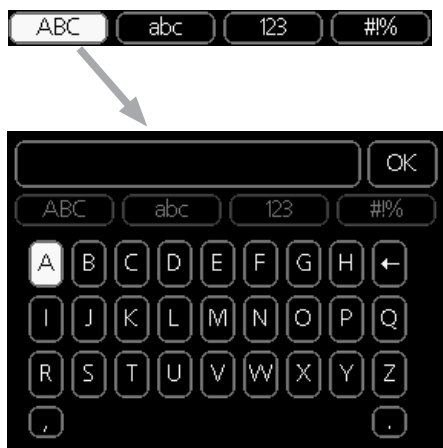 ABC abc 123 #!%
OK
ABC abc 123 #!%
A B C D E F G H ←
I J K L M N O P Q
R S T U V W X Y Z
, .